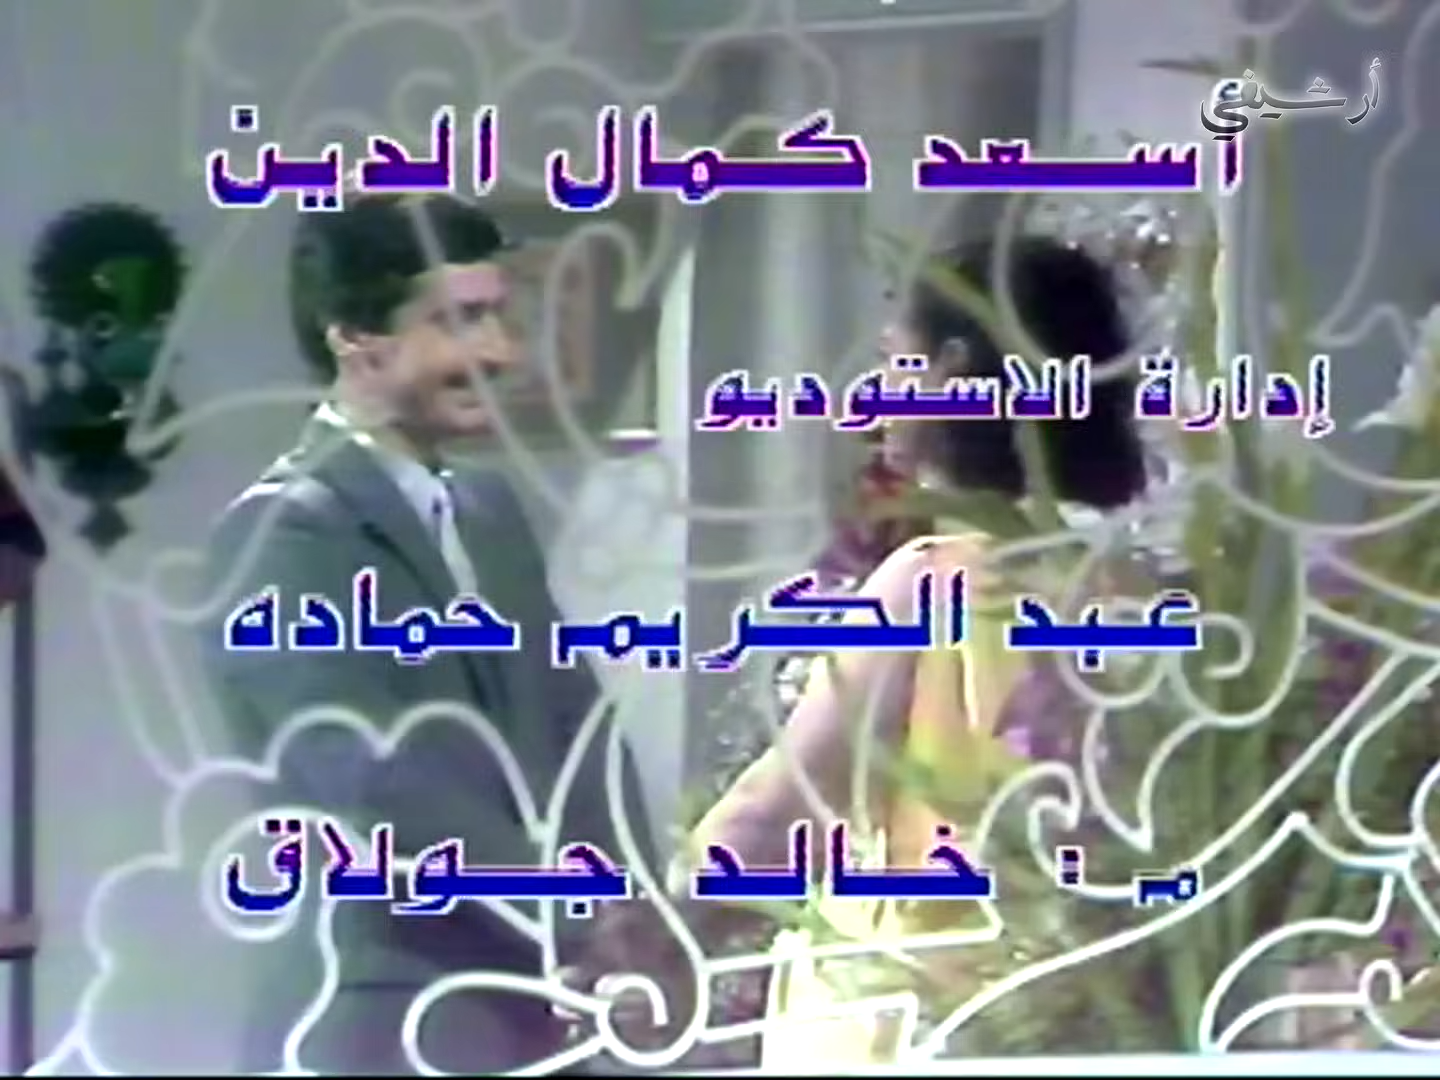 أرشيفي
أسعد كمال الدين
إدارة الاستوديو
عبد الكريم حماده
م: خالد جولاق